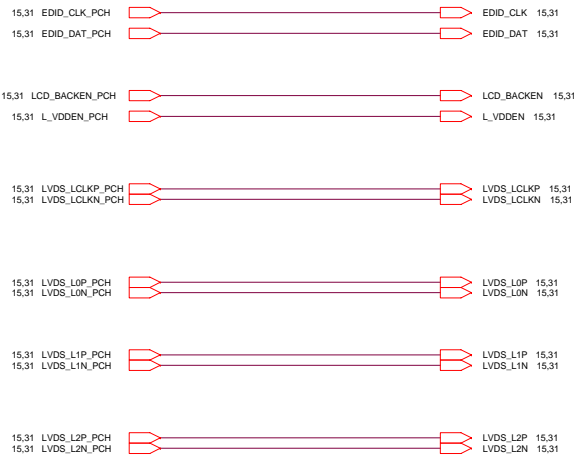 15,31 EDID_CLK_PCH EDID_CLK 15,31
15,31 EDID_DAT_PCH EDID_DAT 15,31
15,31 LCD_BACKEN_PCH LCD_BACKEN 15,31
15,31 L_VDDEN_PCH L_VDDEN 15,31
15,31 LVDS_LCLKP_PCH LVDS_LCLKP 15,31
15,31 LVDS_LCLKN_PCH LVDS_LCLKN 15,31
15,31 LVDS_L0P_PCH LVDS_L0P 15,31
15,31 LVDS_L0N_PCH LVDS_L0N 15,31
15,31 LVDS_L1P_PCH LVDS_L1P 15,31
15,31 LVDS_L1N_PCH LVDS_L1N 15,31
15,31 LVDS_L2P_PCH LVDS_L2P 15,31
15,31 LVDS_L2N_PCH LVDS_L2N 15,31